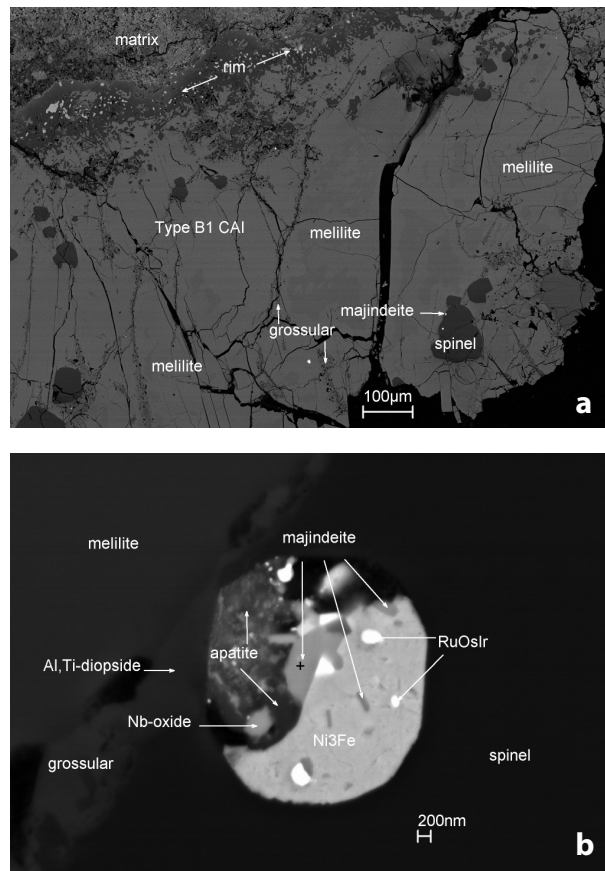 matrix
rim
melilite
Type B1 CAI
melilite
majindeite
grossular
spinel
melilite
100µm
a
majindeite
melilite
RuOsIr
apatite
Al,Ti-diopside
Nb-oxide
Ni3Fe
grossular
spinel
200nm
b